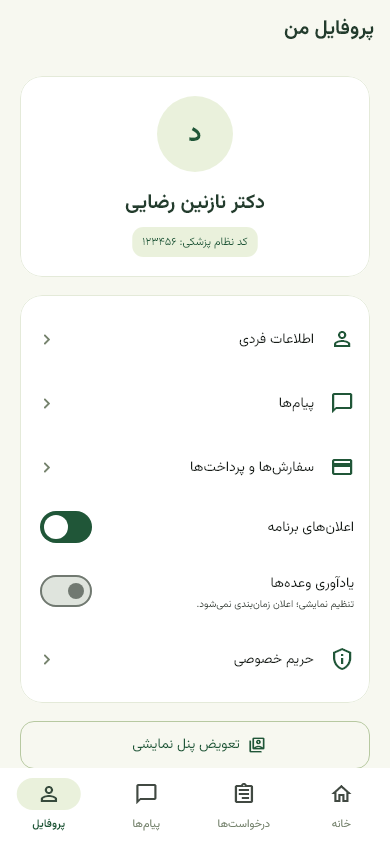 پروفایل من
د
دکتر نازنین رضایی
کد نظام پزشکی: ۱۲۳۴۵۶
اطلاعات فردی
پیام‌ها
سفارش‌ها و پرداخت‌ها
اعلان‌های برنامه
یادآوری وعده‌ها
تنظیم نمایشی؛ اعلان زمان‌بندی نمی‌شود.
حریم خصوصی
تعویض پنل نمایشی
خانه
درخواست‌ها
پیام‌ها
پروفایل